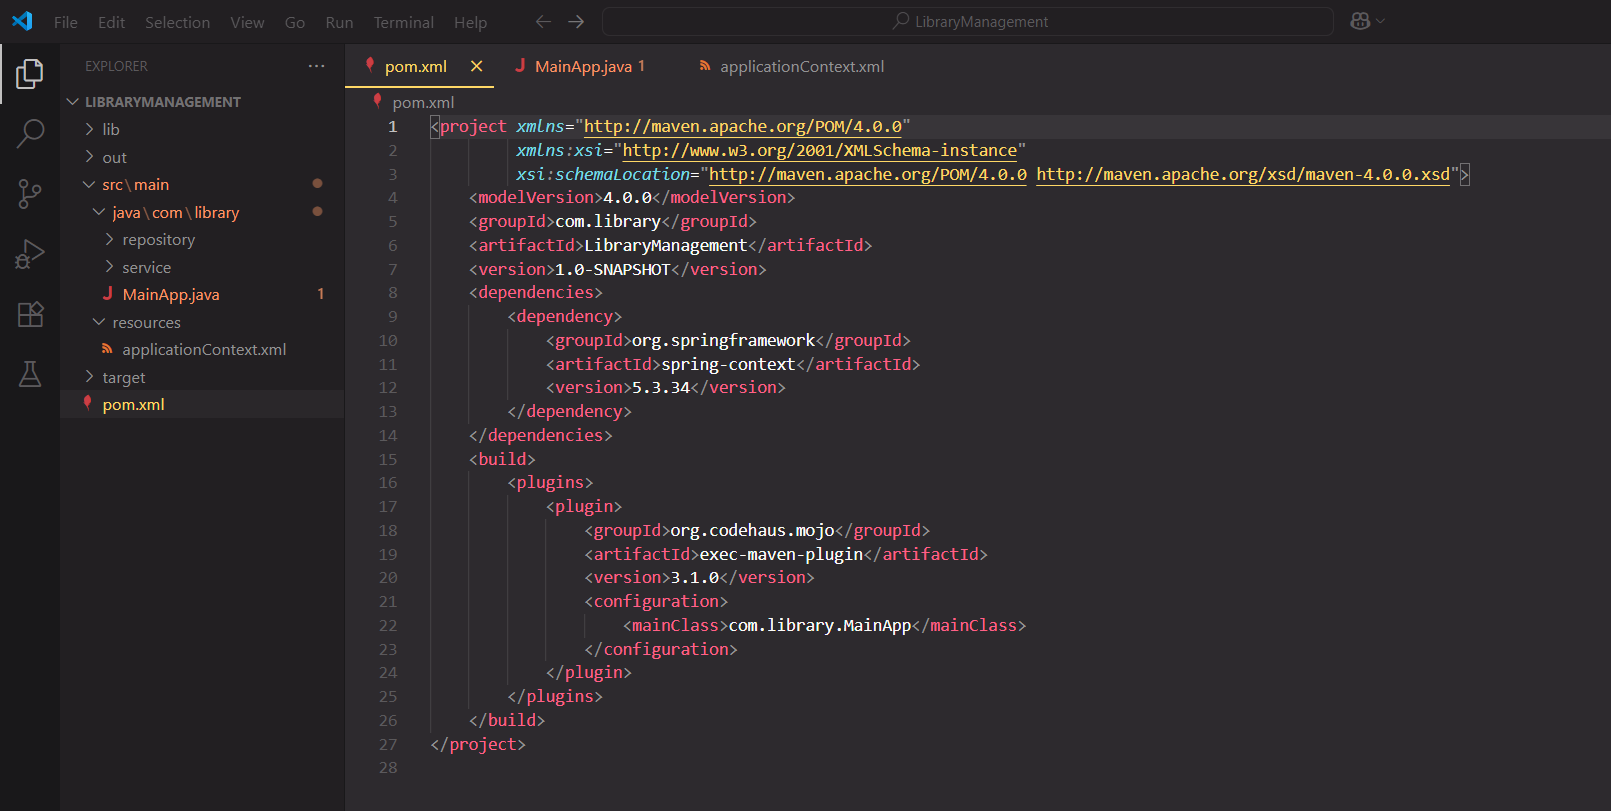 File Edit Selection View Go Run Terminal Help
LibraryManagement
EXPLORER
LIBRARYMANAGEMENT
lib
out
src\main
java\com\library
repository
service
MainApp.java 1
resources
applicationContext.xml
target
pom.xml
pom.xml MainApp.java 1 applicationContext.xml
pom.xml
1 <project xmlns="http://maven.apache.org/POM/4.0.0"
2 xmlns:xsi="http://www.w3.org/2001/XMLSchema-instance"
3 xsi:schemaLocation="http://maven.apache.org/POM/4.0.0 http://maven.apache.org/xsd/maven-4.0.0.xsd">
4 <modelVersion>4.0.0</modelVersion>
5 <groupId>com.library</groupId>
6 <artifactId>LibraryManagement</artifactId>
7 <version>1.0-SNAPSHOT</version>
8 <dependencies>
9 <dependency>
10 <groupId>org.springframework</groupId>
11 <artifactId>spring-context</artifactId>
12 <version>5.3.34</version>
13 </dependency>
14 </dependencies>
15 <build>
16 <plugins>
17 <plugin>
18 <groupId>org.codehaus.mojo</groupId>
19 <artifactId>exec-maven-plugin</artifactId>
20 <version>3.1.0</version>
21 <configuration>
22 <mainClass>com.library.MainApp</mainClass>
23 </configuration>
24 </plugin>
25 </plugins>
26 </build>
27 </project>
28